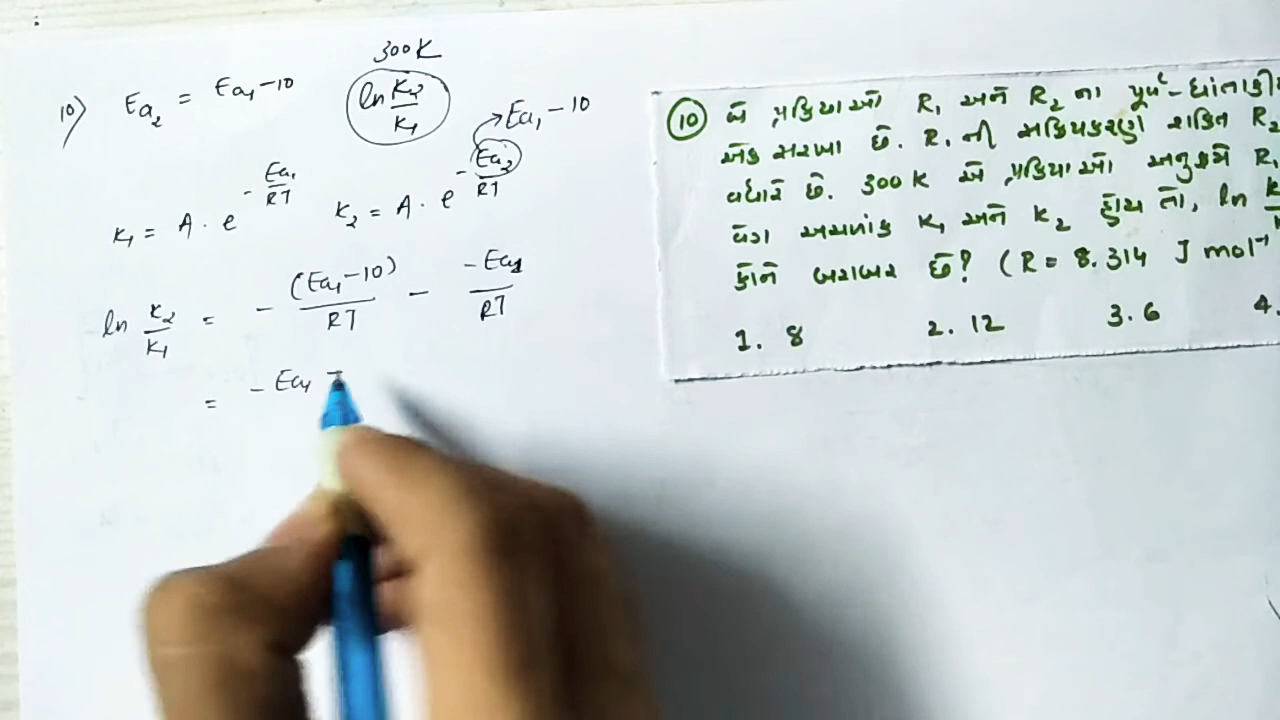 10) Ea₂ = Ea₁ - 10
300K
ln K₂/K₁
→ Ea₁ - 10
K₁ = A · e^(-Ea₁/RT) K₂ = A · e^(-Ea₂/RT)
ln K₂/K₁ = - (Ea₁ - 10)/RT - -Ea₁/RT
= - Ea₁
⑩ બે પ્રક્રિયાઓ R₁ અને R₂ ના પૂર્વ-ઘાતાંકીય
એક સરખા છે. R₁ ની સક્રિયકરણ શક્તિ R₂
વધારે છે. 300K એ પ્રક્રિયાઓ અનુક્રમે R₁
વેગ અચળાંક K₁ અને K₂ હોય તો, ln
કોને બરાબર છે? (R = 8.314 J mol⁻¹
1. 8 2. 12 3. 6 4.